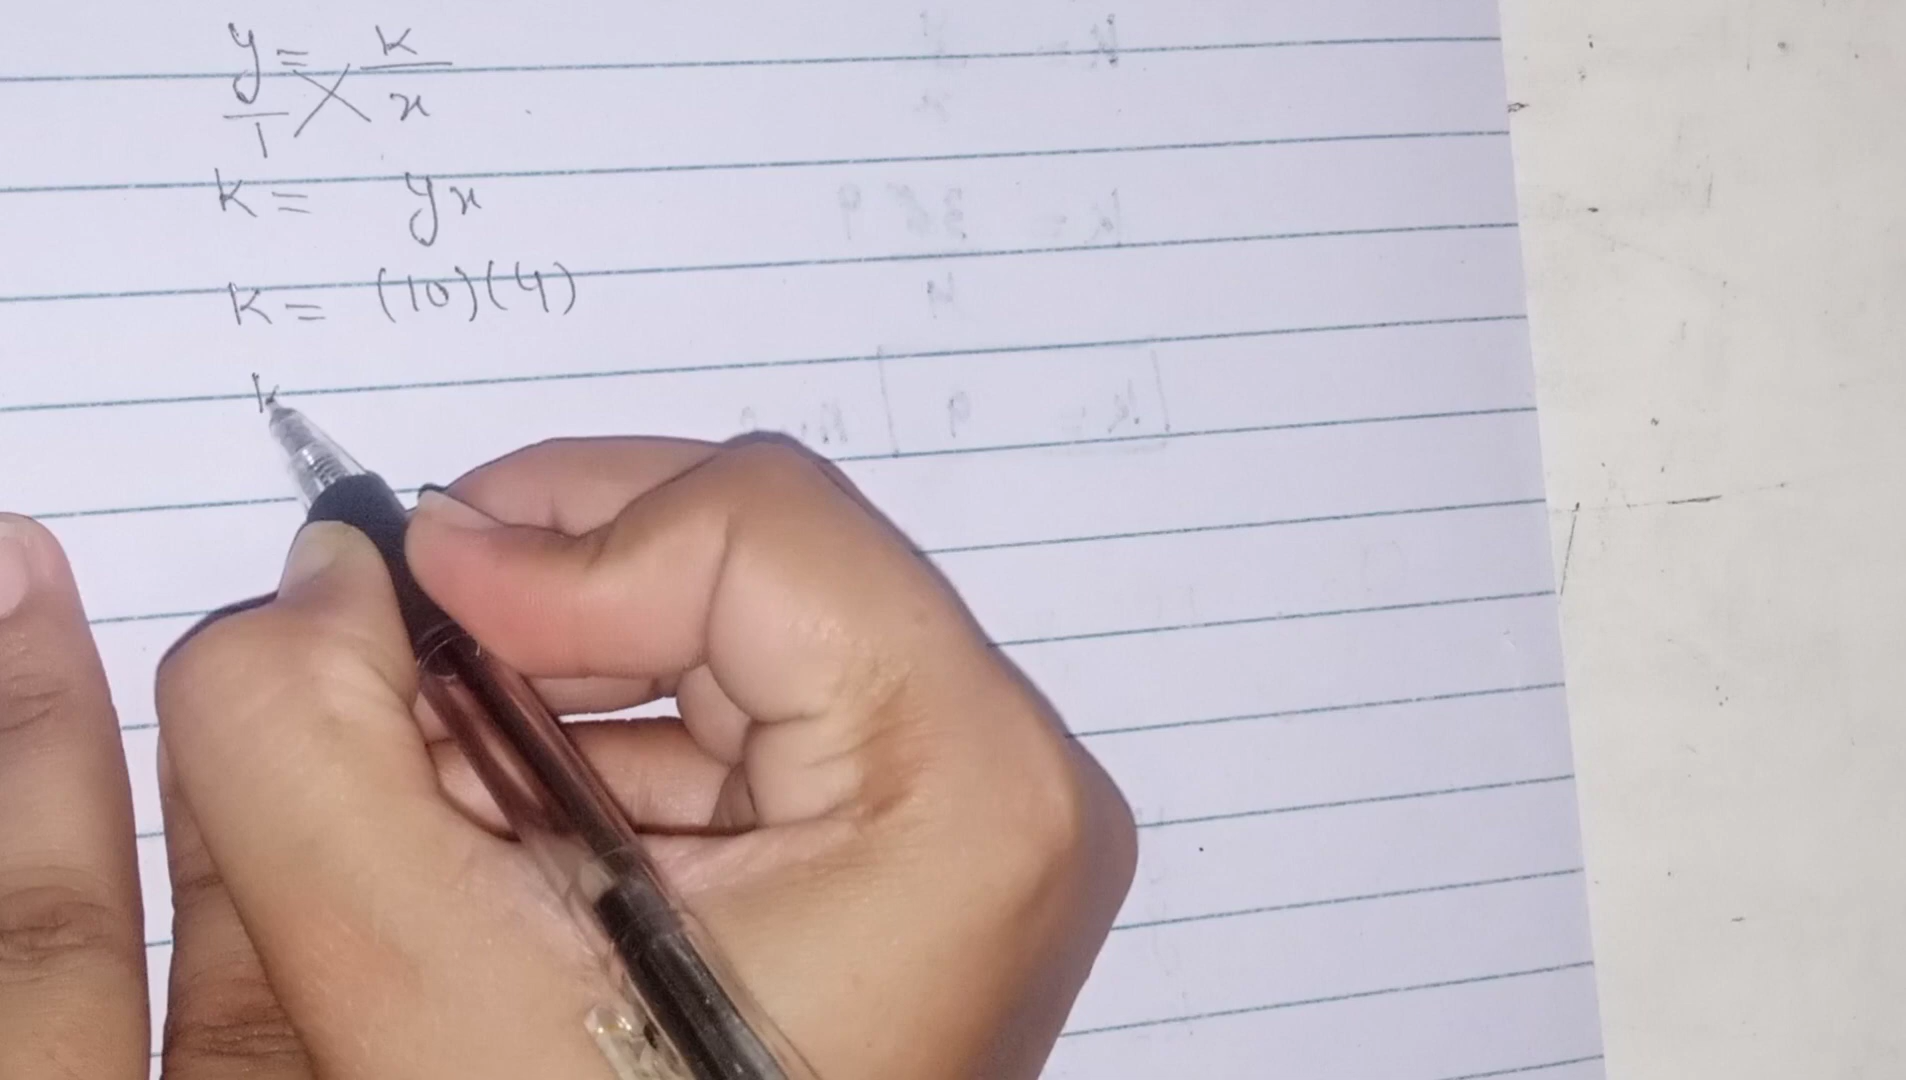 y/1 = k/x
k = yx
k = (10)(4)
k